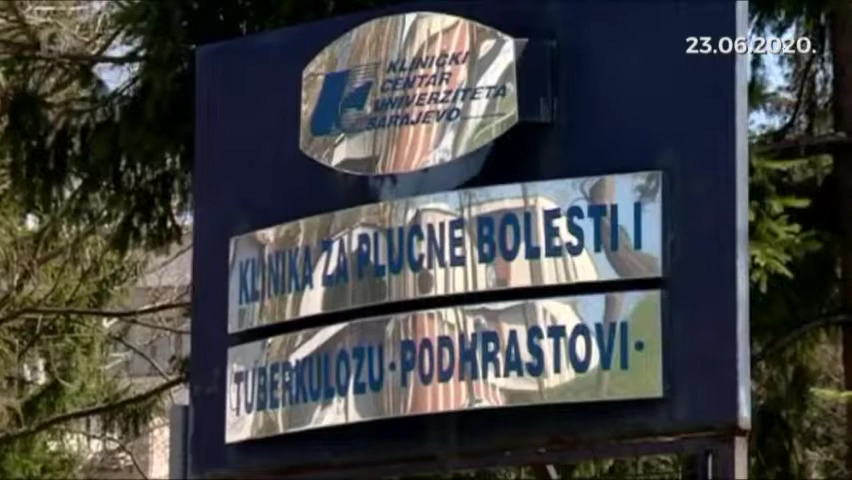 23.06.2020.
KLINIČKI
CENTAR
UNIVERZITETA
SARAJEVO
KLINIKA ZA PLUĆNE BOLESTI I
TUBERKULOZU · PODHRASTOVI ·